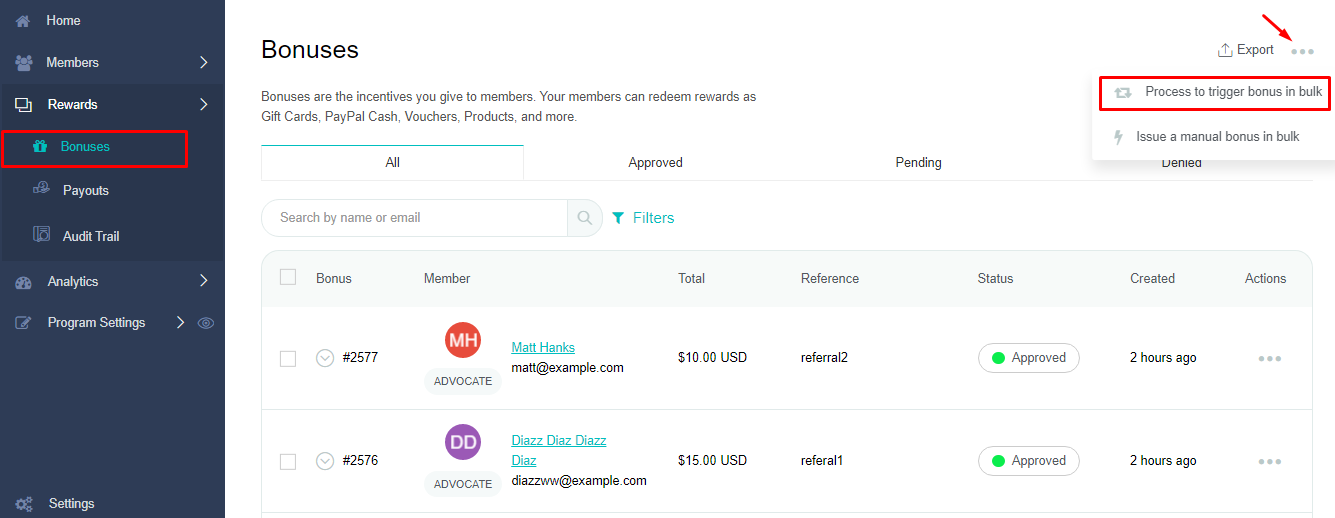 Home
Members
Rewards
Bonuses
Payouts
Audit Trail
Analytics
Program Settings
Settings
Bonuses
Export
Process to trigger bonus in bulk
Issue a manual bonus in bulk
Bonuses are the incentives you give to members. Your members can redeem rewards as
Gift Cards, PayPal Cash, Vouchers, Products, and more.
All Approved Pending Denied
Search by name or email Filters
Bonus Member Total Reference Status Created Actions
MH
ADVOCATE
#2577 Matt Hanks $10.00 USD referral2 Approved 2 hours ago
matt@example.com
DD
ADVOCATE
Diazz Diaz Diazz
#2576 Diaz $15.00 USD referal1 Approved 2 hours ago
diazzww@example.com